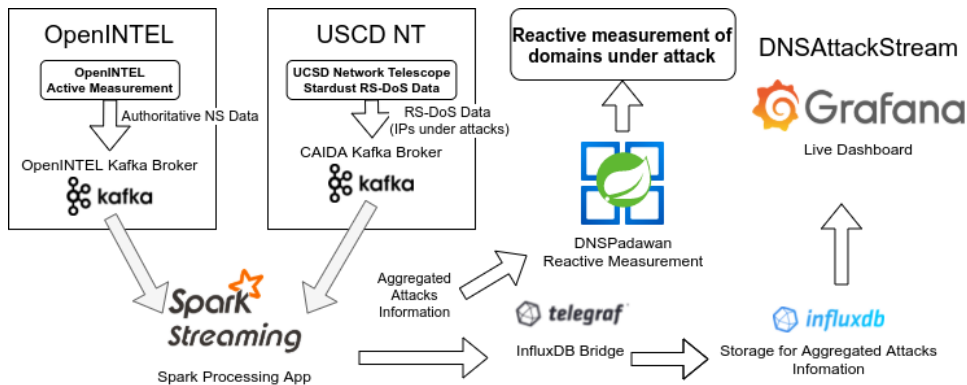 OpenINTEL
OpenINTEL
Active Measurement
Authoritative NS Data
OpenINTEL Kafka Broker
kafka
USCD NT
UCSD Network Telescope
Stardust RS-DoS Data
RS-DoS Data
(IPs under attacks)
CAIDA Kafka Broker
kafka
Reactive measurement of
domains under attack
DNSPadawan
Reactive Measurement
DNSAttackStream
Grafana
Live Dashboard
Aggregated
Attacks
Information
Spark
Streaming
Spark Processing App
telegraf
InfluxDB Bridge
influxdb
Storage for Aggregated Attacks
Infomation